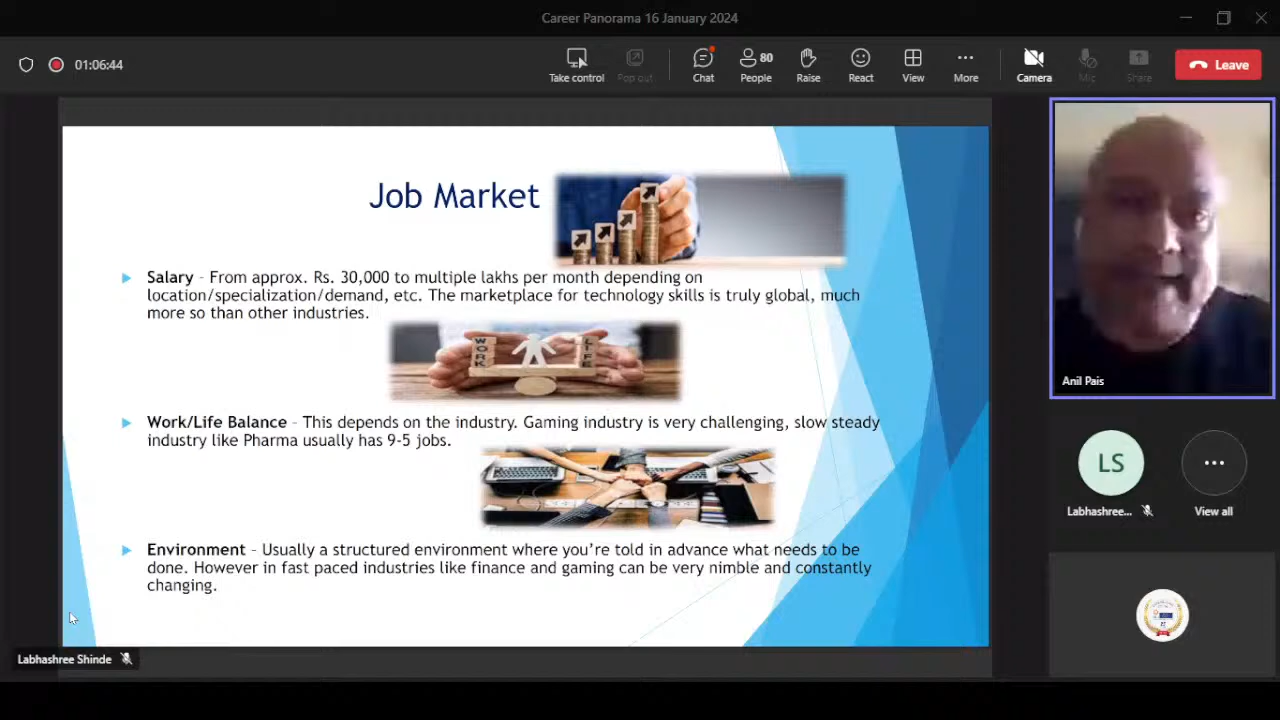 Career Panorama 16 January 2024
01:06:44
Take control
Pop out
Chat
80
People
Raise
React
View
More
Camera
Mic
Share
Leave
Job Market
Salary - From approx. Rs. 30,000 to multiple lakhs per month depending on
location/specialization/demand, etc. The marketplace for technology skills is truly global, much
more so than other industries.
WORK
LIFE
Work/Life Balance – This depends on the industry. Gaming industry is very challenging, slow steady
industry like Pharma usually has 9-5 jobs.
Environment – Usually a structured environment where you're told in advance what needs to be
done. However in fast paced industries like finance and gaming can be very nimble and constantly
changing.
Anil Pais
LS
Labhashree...
View all
Labhashree Shinde